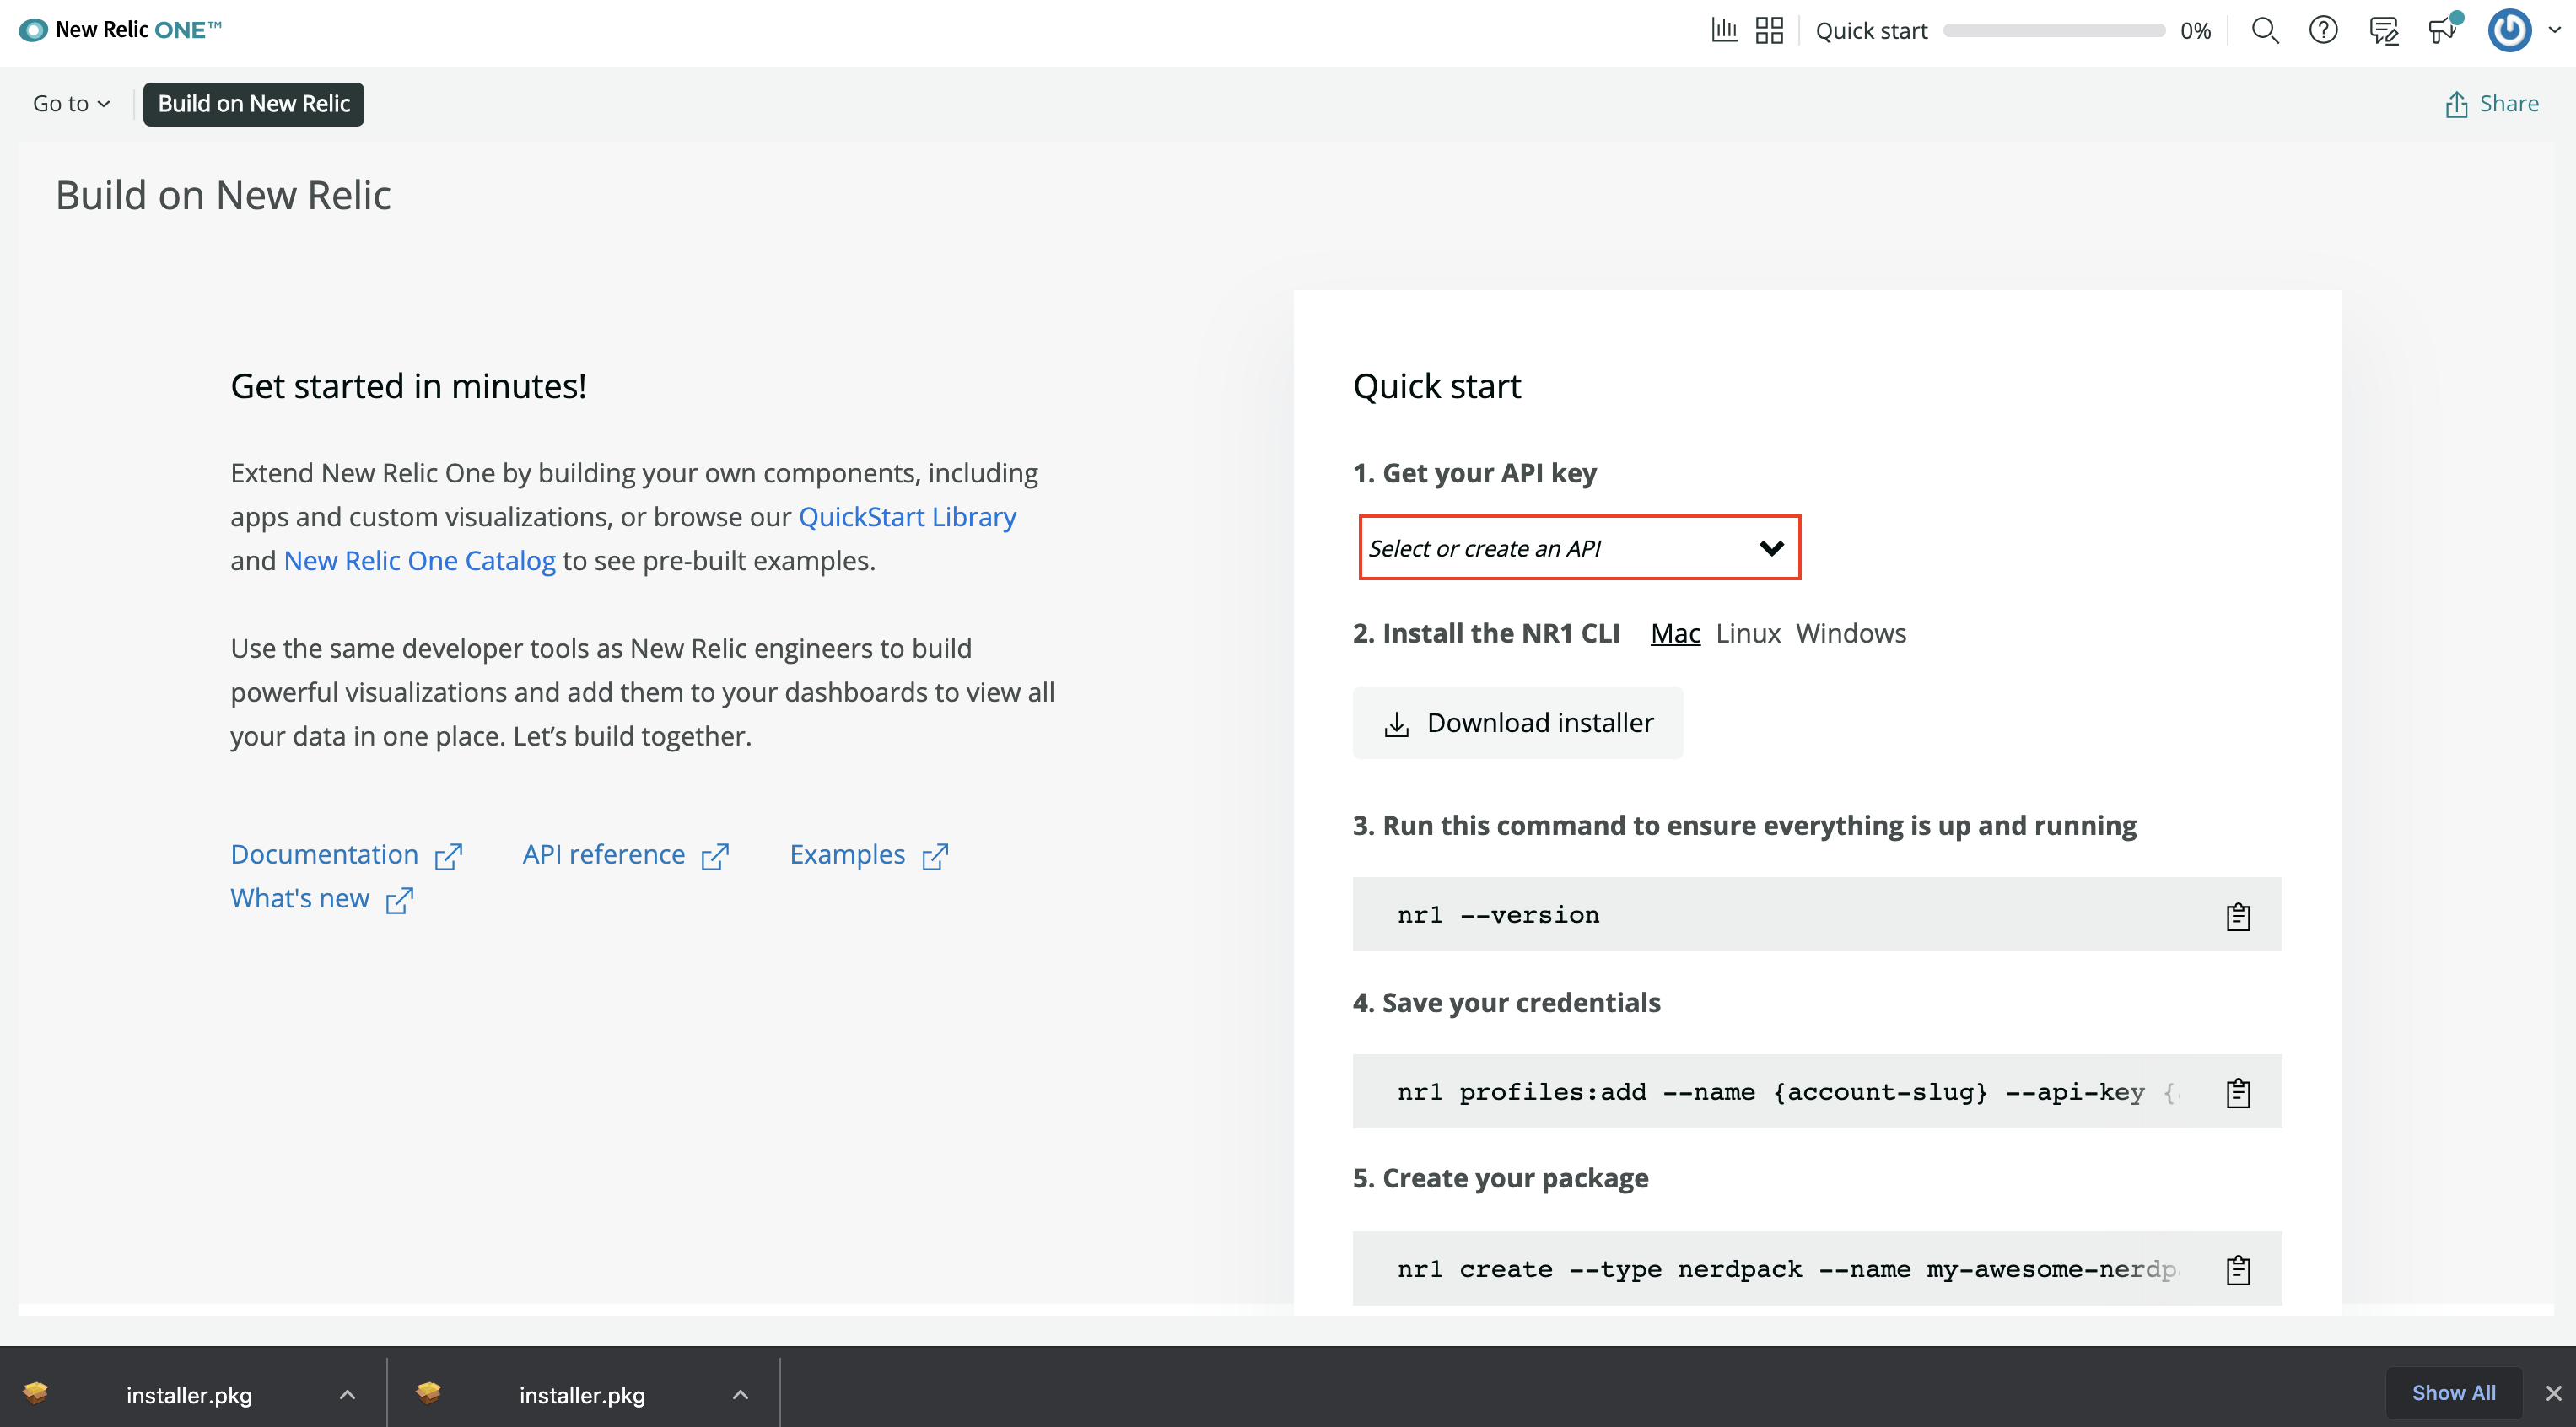 New Relic ONE™
Quick start 0%
Go to Build on New Relic Share
Build on New Relic
Get started in minutes!
Extend New Relic One by building your own components, including
apps and custom visualizations, or browse our QuickStart Library
and New Relic One Catalog to see pre-built examples.
Use the same developer tools as New Relic engineers to build
powerful visualizations and add them to your dashboards to view all
your data in one place. Let’s build together.
Documentation API reference Examples
What's new
Quick start
1. Get your API key
Select or create an API
2. Install the NR1 CLI Mac Linux Windows
Download installer
3. Run this command to ensure everything is up and running
nr1 --version
4. Save your credentials
nr1 profiles:add --name {account-slug} --api-key {
5. Create your package
nr1 create --type nerdpack --name my-awesome-nerdp
installer.pkg installer.pkg Show All